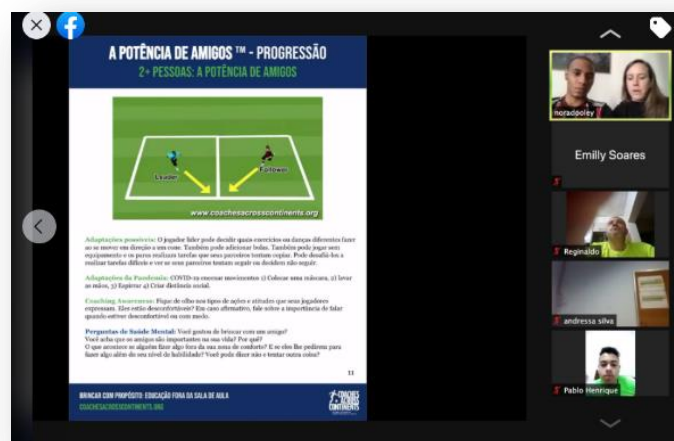 A POTÊNCIA DE AMIGOS ™ - PROGRESSÃO
2+ PESSOAS: A POTÊNCIA DE AMIGOS
Leader
Follower
www.coachesacrosscontinents.org
Adaptações possíveis: O jogador líder pode decidir quais exercícios ou danças diferentes fazer
ao se mover em direção a um cone. Também pode adicionar bolas. Também pode jogar sem
equipamento e os pares realizam tarefas que seus parceiros tentam copiar. Pode desafiá-los a
realizar tarefas difíceis e ver se seus parceiros tentam seguir ou decidem não seguir.
Adaptações da Pandemia: COVID-19 encenar movimentos 1) Colocar uma máscara, 2) lavar
as mãos, 3) Espirrar 4) Criar distância social.
Coaching Awareness: Fique de olho nos tipos de ações e atitudes que seus jogadores
expressam. Eles estão desconfortáveis? Em caso afirmativo, fale sobre a importância de falar
quando estiver desconfortável ou com medo.
Perguntas de Saúde Mental: Você gostou de brincar com um amigo?
Você acha que os amigos são importantes na sua vida? Por quê?
O que acontece se alguém fizer algo fora da sua zona de conforto? E se eles lhe pedirem para
fazer algo além do seu nível de habilidade? Você pode dizer não e tentar outra coisa?
11
BRINCAR COM PROPÓSITO: EDUCAÇÃO FORA DA SALA DE AULA
COACHESACROSSCONTINENTS.ORG
COACHES
ACROSS
CONTINENTS
noradooley
Emilly Soares
Reginaldo
andressa silva
Pablo Henrique